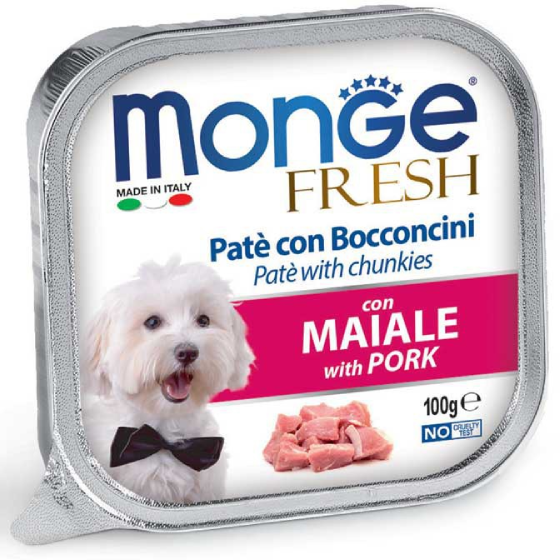 monGe®
FRESH
MADE IN ITALY
Patè con Bocconcini
Patè with chunkies
con
MAIALE
with PORK
100g ℮
NO CRUELTY
TEST